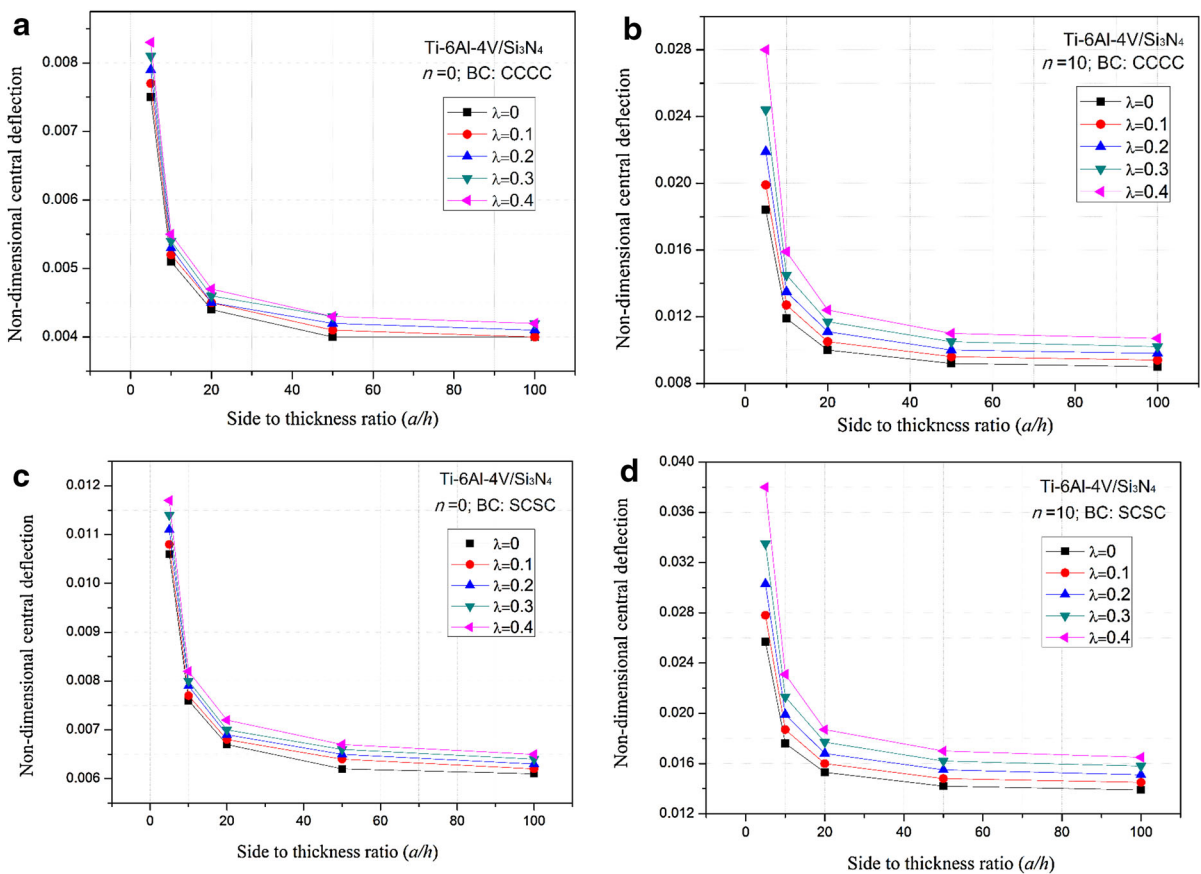 a
Ti-6Al-4V/Si₃N₄
n=0; BC: CCCC
λ=0
λ=0.1
λ=0.2
λ=0.3
λ=0.4
Non-dimensional central deflection
0.008
0.007
0.006
0.005
0.004
0 20 40 60 80 100
Side to thickness ratio (a/h)
b
Ti-6Al-4V/Si₃N₄
n=10; BC: CCCC
λ=0
λ=0.1
λ=0.2
λ=0.3
λ=0.4
Non-dimensional central deflection
0.028
0.024
0.020
0.016
0.012
0.008
0 20 40 60 80 100
Side to thickness ratio (a/h)
c
Ti-6Al-4V/Si₃N₄
n=0; BC: SCSC
λ=0
λ=0.1
λ=0.2
λ=0.3
λ=0.4
Non-dimensional central deflection
0.012
0.011
0.010
0.009
0.008
0.007
0.006
0 20 40 60 80 100
Side to thickness ratio (a/h)
d
Ti-6Al-4V/Si₃N₄
n=10; BC: SCSC
λ=0
λ=0.1
λ=0.2
λ=0.3
λ=0.4
Non-dimensional central deflection
0.040
0.036
0.032
0.028
0.024
0.020
0.016
0.012
0 20 40 60 80 100
Side to thickness ratio (a/h)